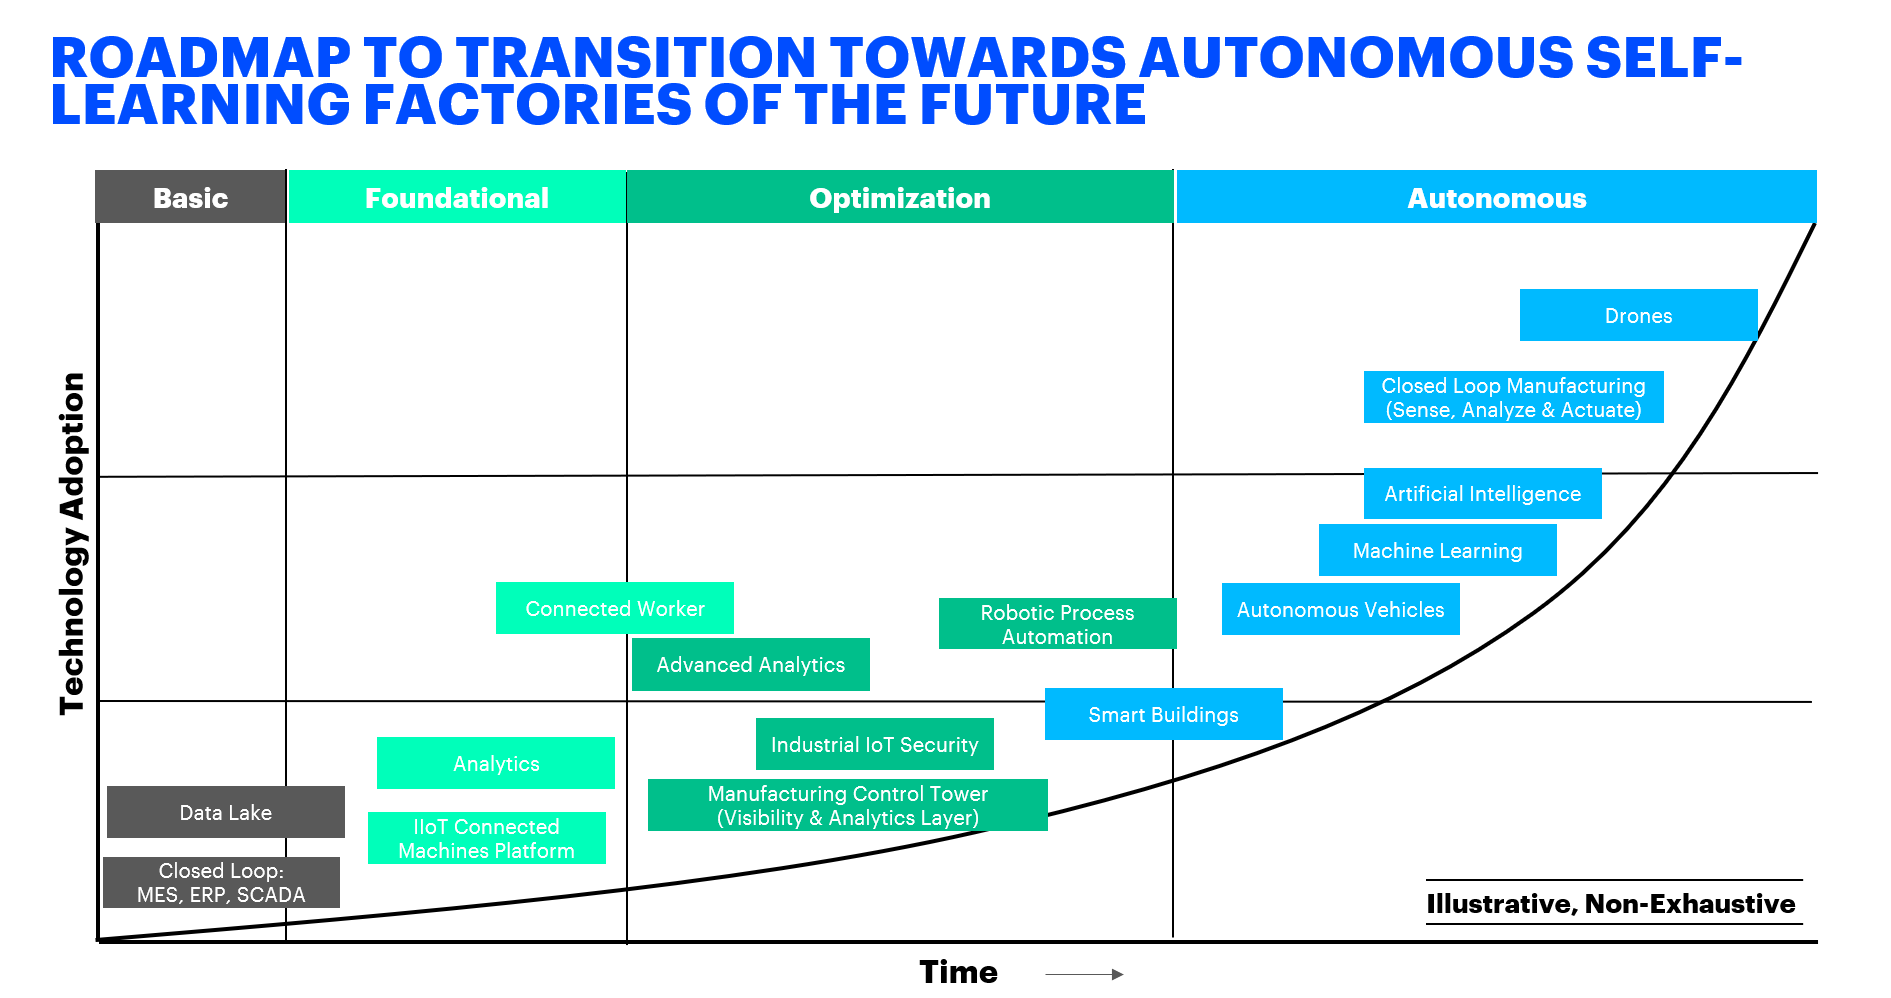 ROADMAP TO TRANSITION TOWARDS AUTONOMOUS SELF-
LEARNING FACTORIES OF THE FUTURE
Basic
Foundational
Optimization
Autonomous
Technology Adoption
Drones
Closed Loop Manufacturing
(Sense, Analyze & Actuate)
Artificial Intelligence
Machine Learning
Connected Worker
Robotic Process
Automation
Autonomous Vehicles
Advanced Analytics
Smart Buildings
Industrial IoT Security
Analytics
Manufacturing Control Tower
(Visibility & Analytics Layer)
Data Lake
IIoT Connected
Machines Platform
Closed Loop:
MES, ERP, SCADA
Illustrative, Non-Exhaustive
Time